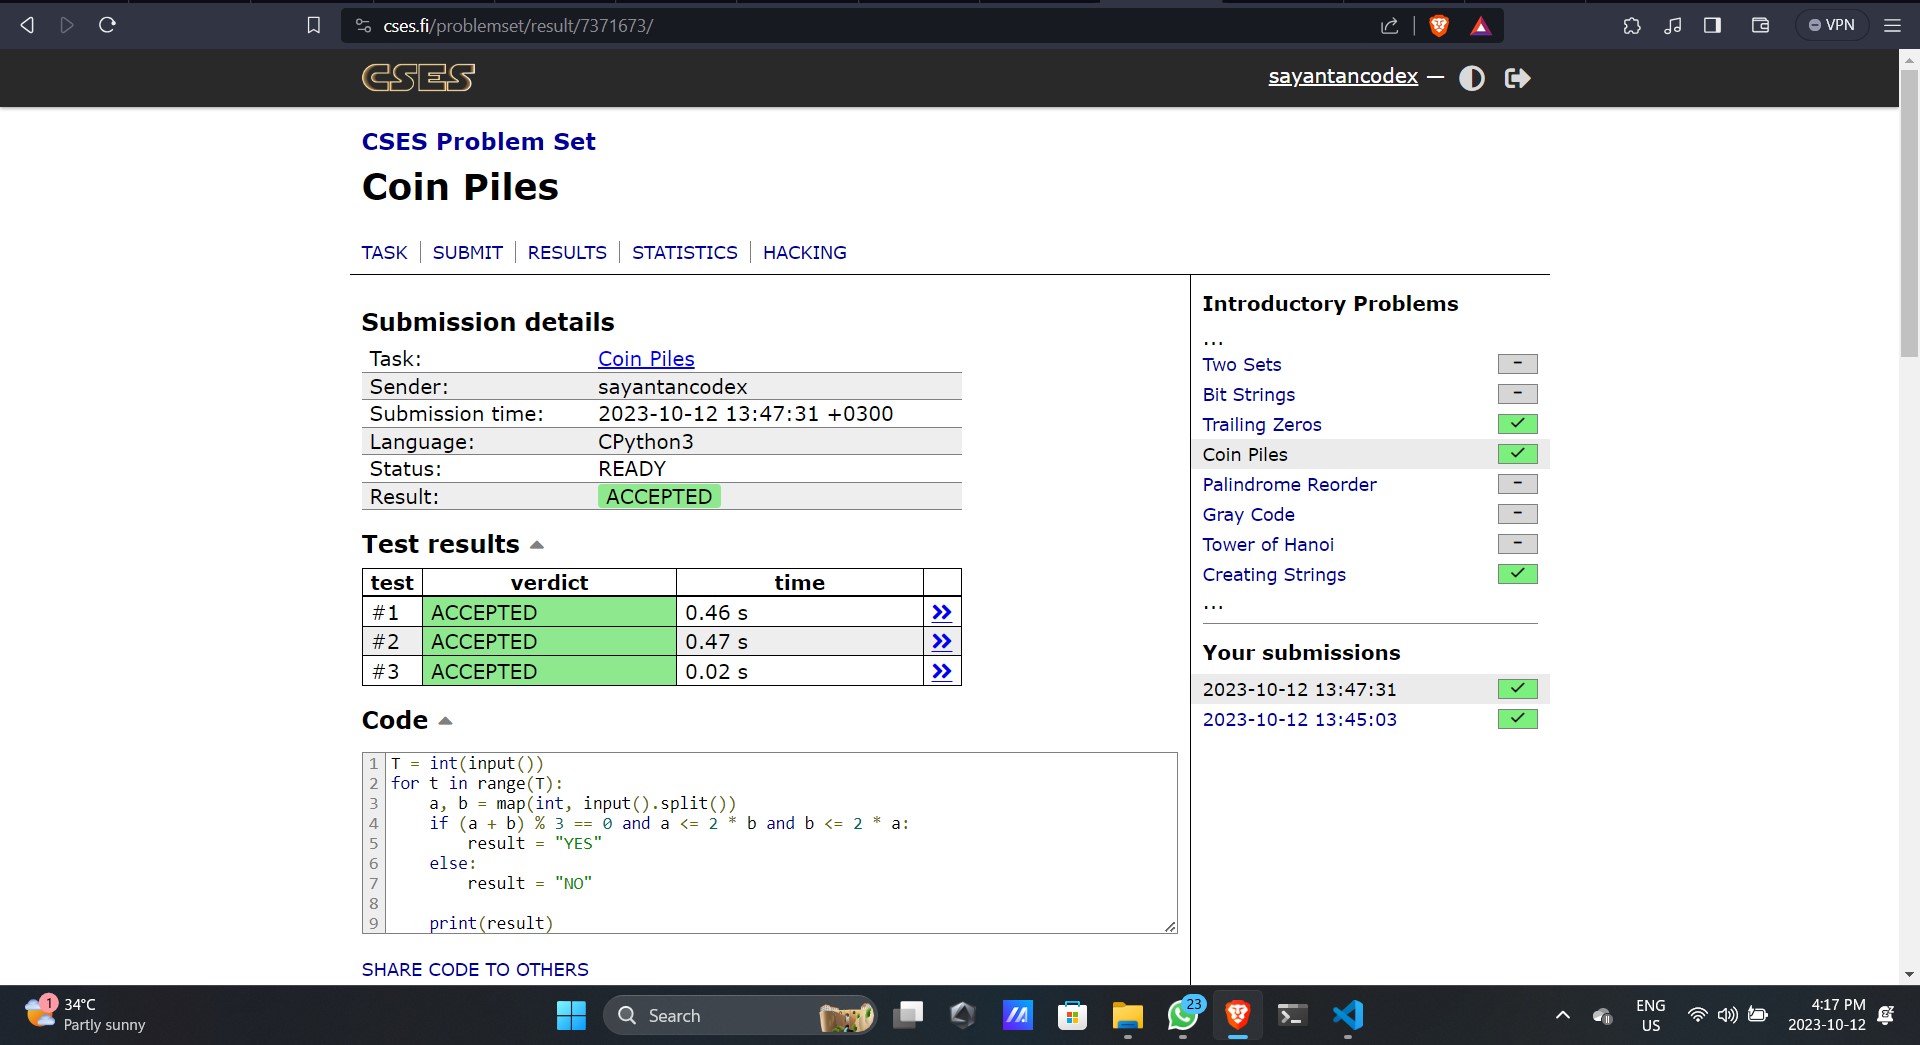 cses.fi/problemset/result/7371673/
VPN
CSES
sayantancodex —
CSES Problem Set
Coin Piles
TASK | SUBMIT | RESULTS | STATISTICS | HACKING
Submission details
Task: Coin Piles
Sender: sayantancodex
Submission time: 2023-10-12 13:47:31 +0300
Language: CPython3
Status: READY
Result: ACCEPTED
Test results
test verdict time
#1 ACCEPTED 0.46 s »
#2 ACCEPTED 0.47 s »
#3 ACCEPTED 0.02 s »
Code
1 T = int(input())
2 for t in range(T):
3     a, b = map(int, input().split())
4     if (a + b) % 3 == 0 and a <= 2 * b and b <= 2 * a:
5         result = "YES"
6     else:
7         result = "NO"
8
9     print(result)
SHARE CODE TO OTHERS
Introductory Problems
...
Two Sets -
Bit Strings -
Trailing Zeros ✓
Coin Piles ✓
Palindrome Reorder -
Gray Code -
Tower of Hanoi -
Creating Strings ✓
...
Your submissions
2023-10-12 13:47:31 ✓
2023-10-12 13:45:03 ✓
1
34°C
Partly sunny
Search
23
ENG
US
4:17 PM
2023-10-12